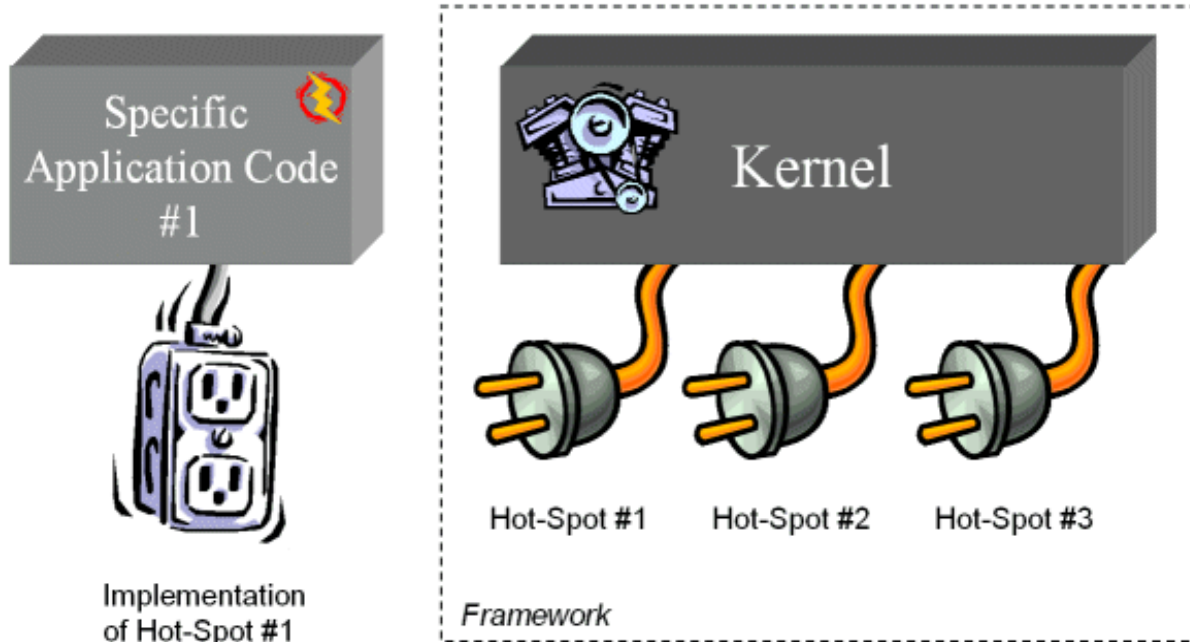 Specific
Application Code
#1
Kernel
Hot-Spot #1
Hot-Spot #2
Hot-Spot #3
Implementation
of Hot-Spot #1
Framework